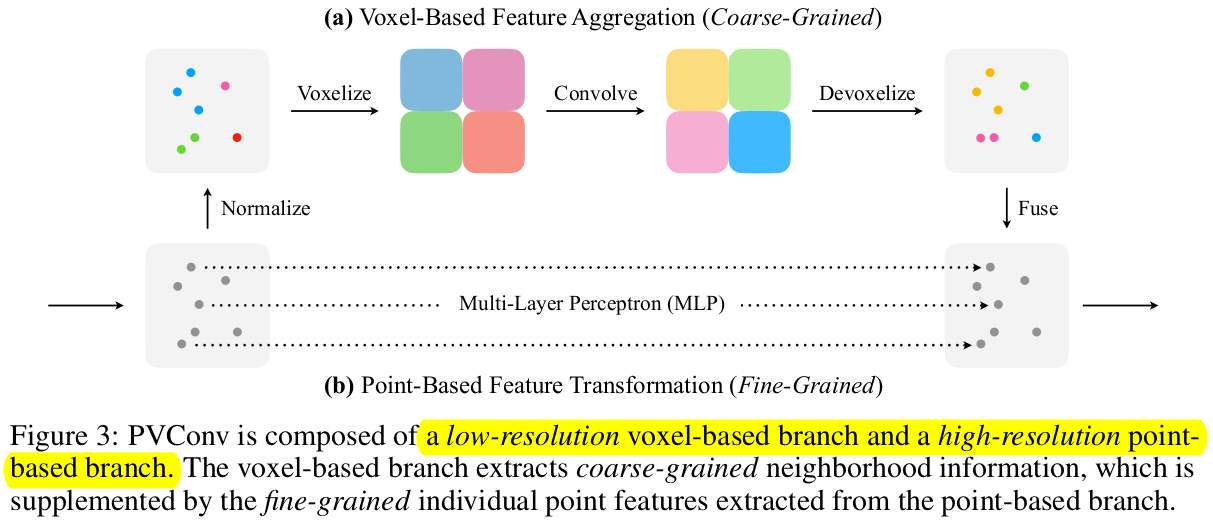 (a) Voxel-Based Feature Aggregation (Coarse-Grained)
Voxelize
Convolve
Devoxelize
Normalize
Fuse
Multi-Layer Perceptron (MLP)
(b) Point-Based Feature Transformation (Fine-Grained)
Figure 3: PVConv is composed of a low-resolution voxel-based branch and a high-resolution point-
based branch. The voxel-based branch extracts coarse-grained neighborhood information, which is
supplemented by the fine-grained individual point features extracted from the point-based branch.